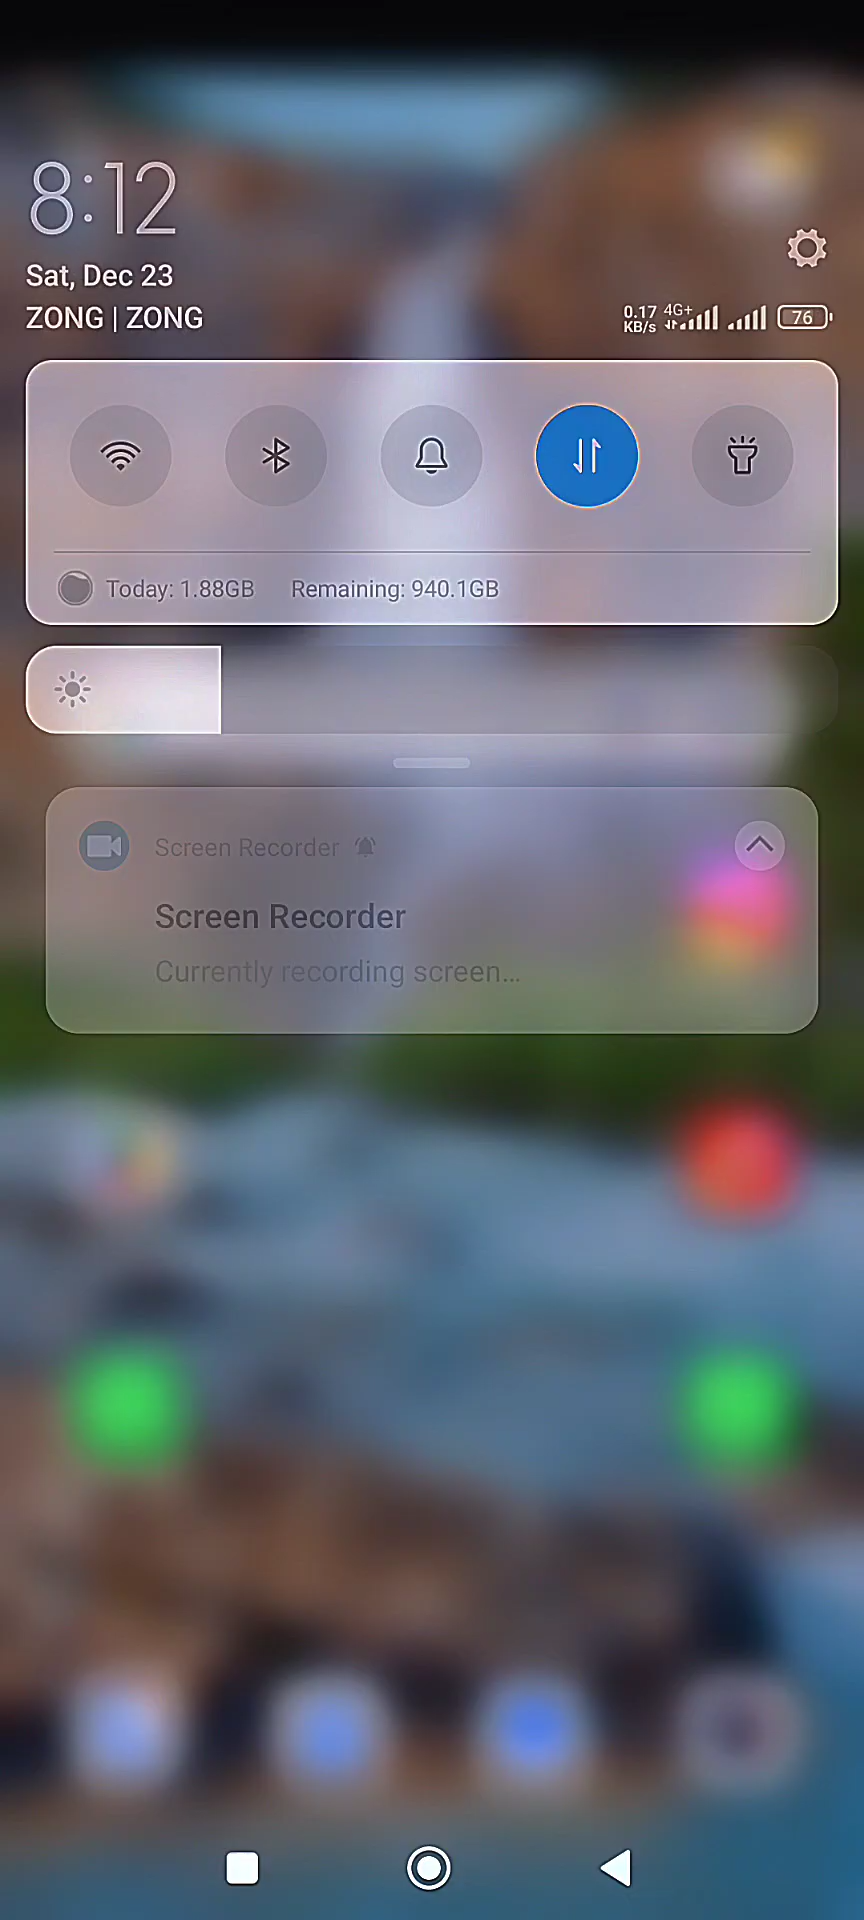 8:12
Sat, Dec 23
ZONG | ZONG
0.17
KB/s
4G+
76
Today: 1.88GB Remaining: 940.1GB
Screen Recorder
Screen Recorder
Currently recording screen...